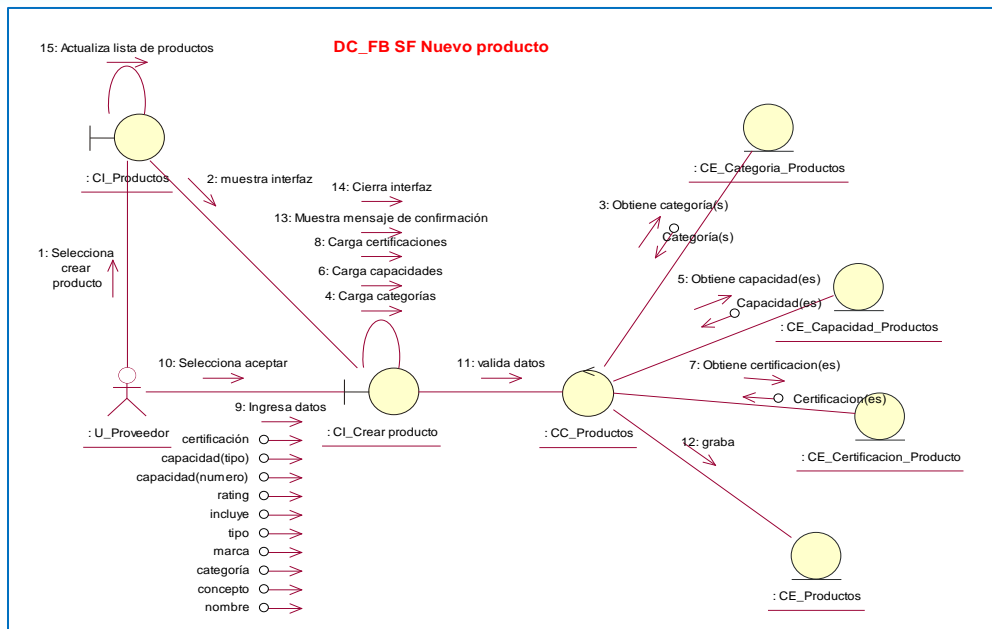 15: Actualiza lista de productos
DC_FB SF Nuevo producto
: CI_Productos
2: muestra interfaz
14: Cierra interfaz
13: Muestra mensaje de confirmación
8: Carga certificaciones
6: Carga capacidades
4: Carga categorías
: CE_Categoria_Productos
3: Obtiene categoría(s)
Categoría(s)
1: Selecciona
crear
producto
5: Obtiene capacidad(es)
Capacidad(es)
: CE_Capacidad_Productos
10: Selecciona aceptar
11: valida datos
7: Obtiene certificacion(es)
Certificacion(es)
: U_Proveedor
9: Ingresa datos
: CI_Crear producto
: CC_Productos
12: graba
: CE_Certificacion_Producto
certificación
capacidad(tipo)
capacidad(numero)
rating
incluye
tipo
marca
categoría
concepto
nombre
: CE_Productos